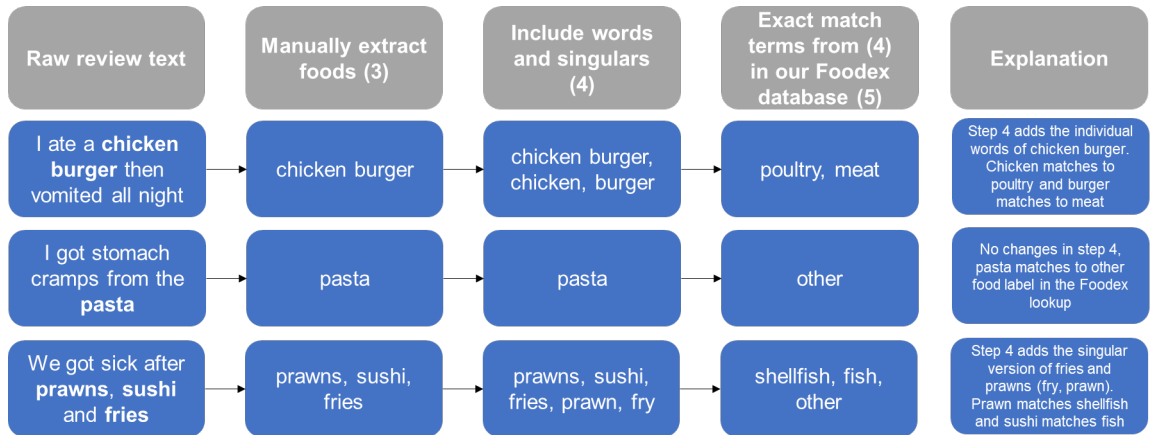 Raw review text
Manually extract
foods (3)
Include words
and singulars
(4)
Exact match
terms from (4)
in our Foodex
database (5)
Explanation
I ate a chicken
burger then
vomited all night
chicken burger
chicken burger,
chicken, burger
poultry, meat
Step 4 adds the individual
words of chicken burger.
Chicken matches to
poultry and burger
matches to meat
I got stomach
cramps from the
pasta
pasta
pasta
other
No changes in step 4,
pasta matches to other
food label in the Foodex
lookup
We got sick after
prawns, sushi
and fries
prawns, sushi,
fries
prawns, sushi,
fries, prawn, fry
shellfish, fish,
other
Step 4 adds the singular
version of fries and
prawns (fry, prawn).
Prawn matches shellfish
and sushi matches fish